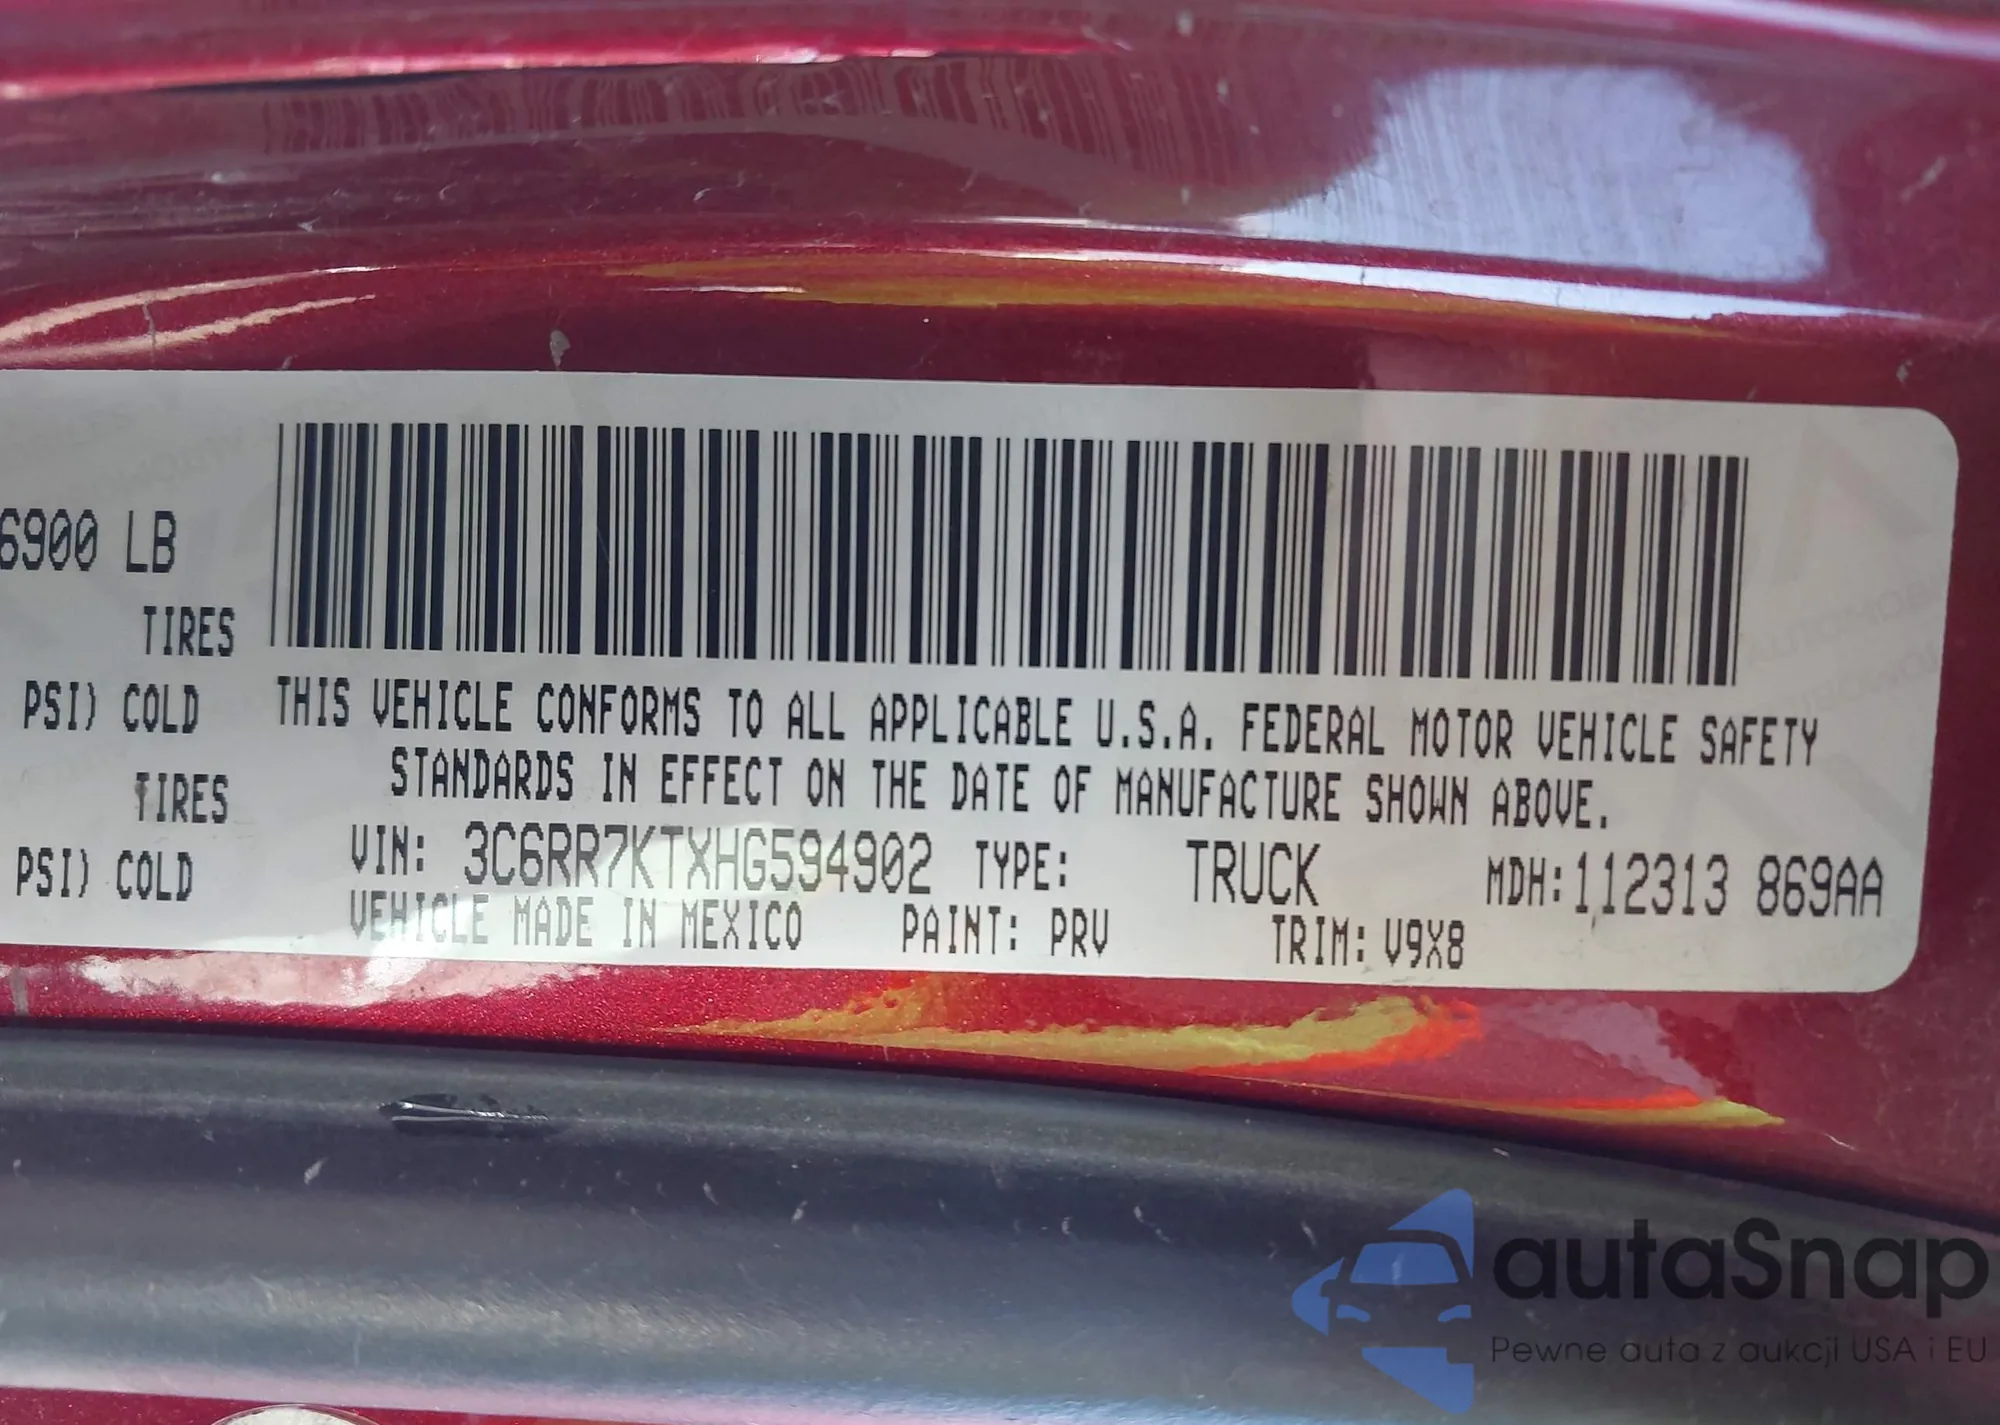 6900 LB
TIRES
PSI) COLD
TIRES
PSI) COLD
THIS VEHICLE CONFORMS TO ALL APPLICABLE U.S.A. FEDERAL MOTOR VEHICLE SAFETY
STANDARDS IN EFFECT ON THE DATE OF MANUFACTURE SHOWN ABOVE.
VIN: 3C6RR7KTXHG594902 TYPE: TRUCK MDH:112313 869AA
VEHICLE MADE IN MEXICO PAINT: PRV TRIM: V9X8
autaSnap
Pewne auta z aukcji USA i EU